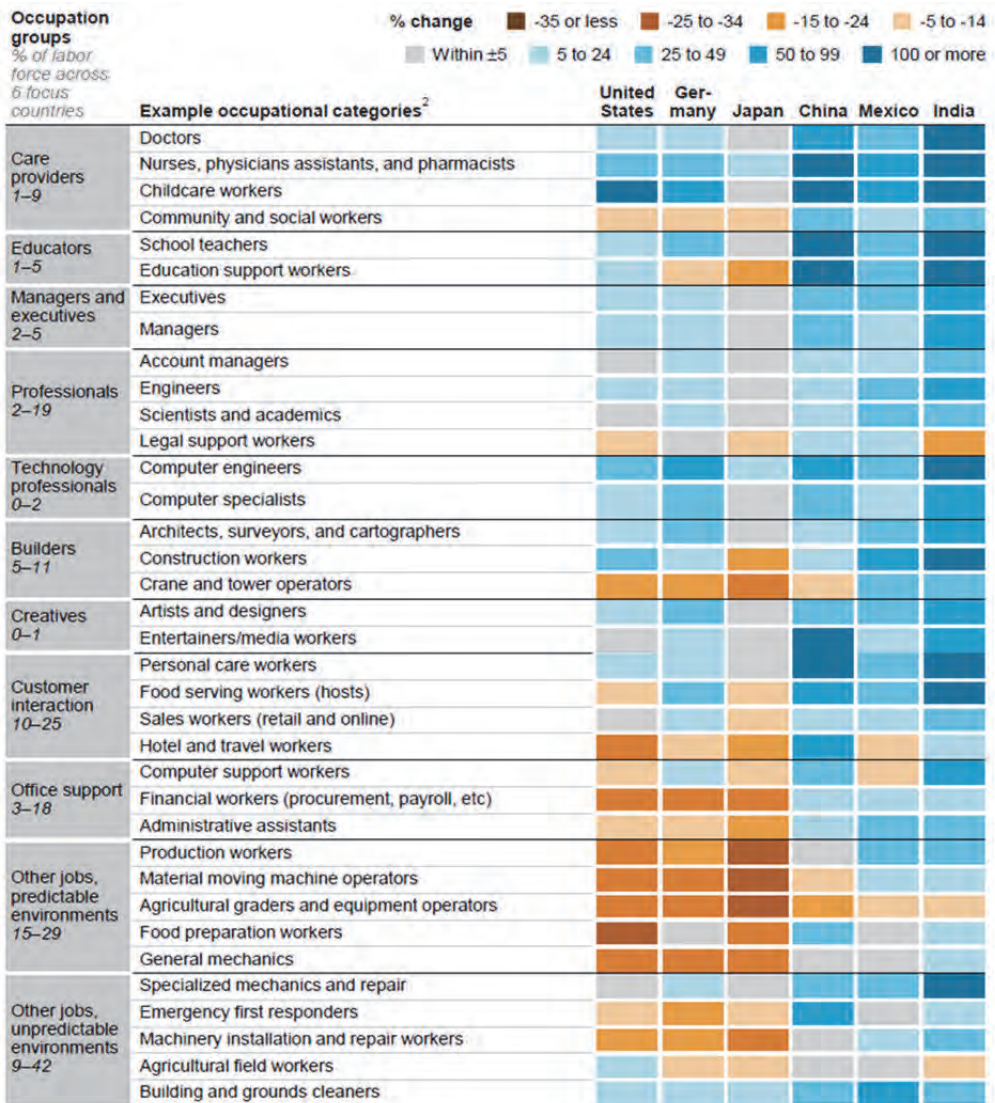 Occupation
groups
% of labor
force across
6 focus
countries
% change -35 or less -25 to -34 -15 to -24 -5 to -14
Within ±5 5 to 24 25 to 49 50 to 99 100 or more
Example occupational categories2
United
States
Ger-
many
Japan
China
Mexico
India
Care
providers
1–9
Doctors
Nurses, physicians assistants, and pharmacists
Childcare workers
Community and social workers
Educators
1–5
School teachers
Education support workers
Managers and
executives
2–5
Executives
Managers
Professionals
2–19
Account managers
Engineers
Scientists and academics
Legal support workers
Technology
professionals
0–2
Computer engineers
Computer specialists
Builders
5–11
Architects, surveyors, and cartographers
Construction workers
Crane and tower operators
Creatives
0–1
Artists and designers
Entertainers/media workers
Customer
interaction
10–25
Personal care workers
Food serving workers (hosts)
Sales workers (retail and online)
Hotel and travel workers
Office support
3–18
Computer support workers
Financial workers (procurement, payroll, etc)
Administrative assistants
Other jobs,
predictable
environments
15–29
Production workers
Material moving machine operators
Agricultural graders and equipment operators
Food preparation workers
General mechanics
Other jobs,
unpredictable
environments
9–42
Specialized mechanics and repair
Emergency first responders
Machinery installation and repair workers
Agricultural field workers
Building and grounds cleaners